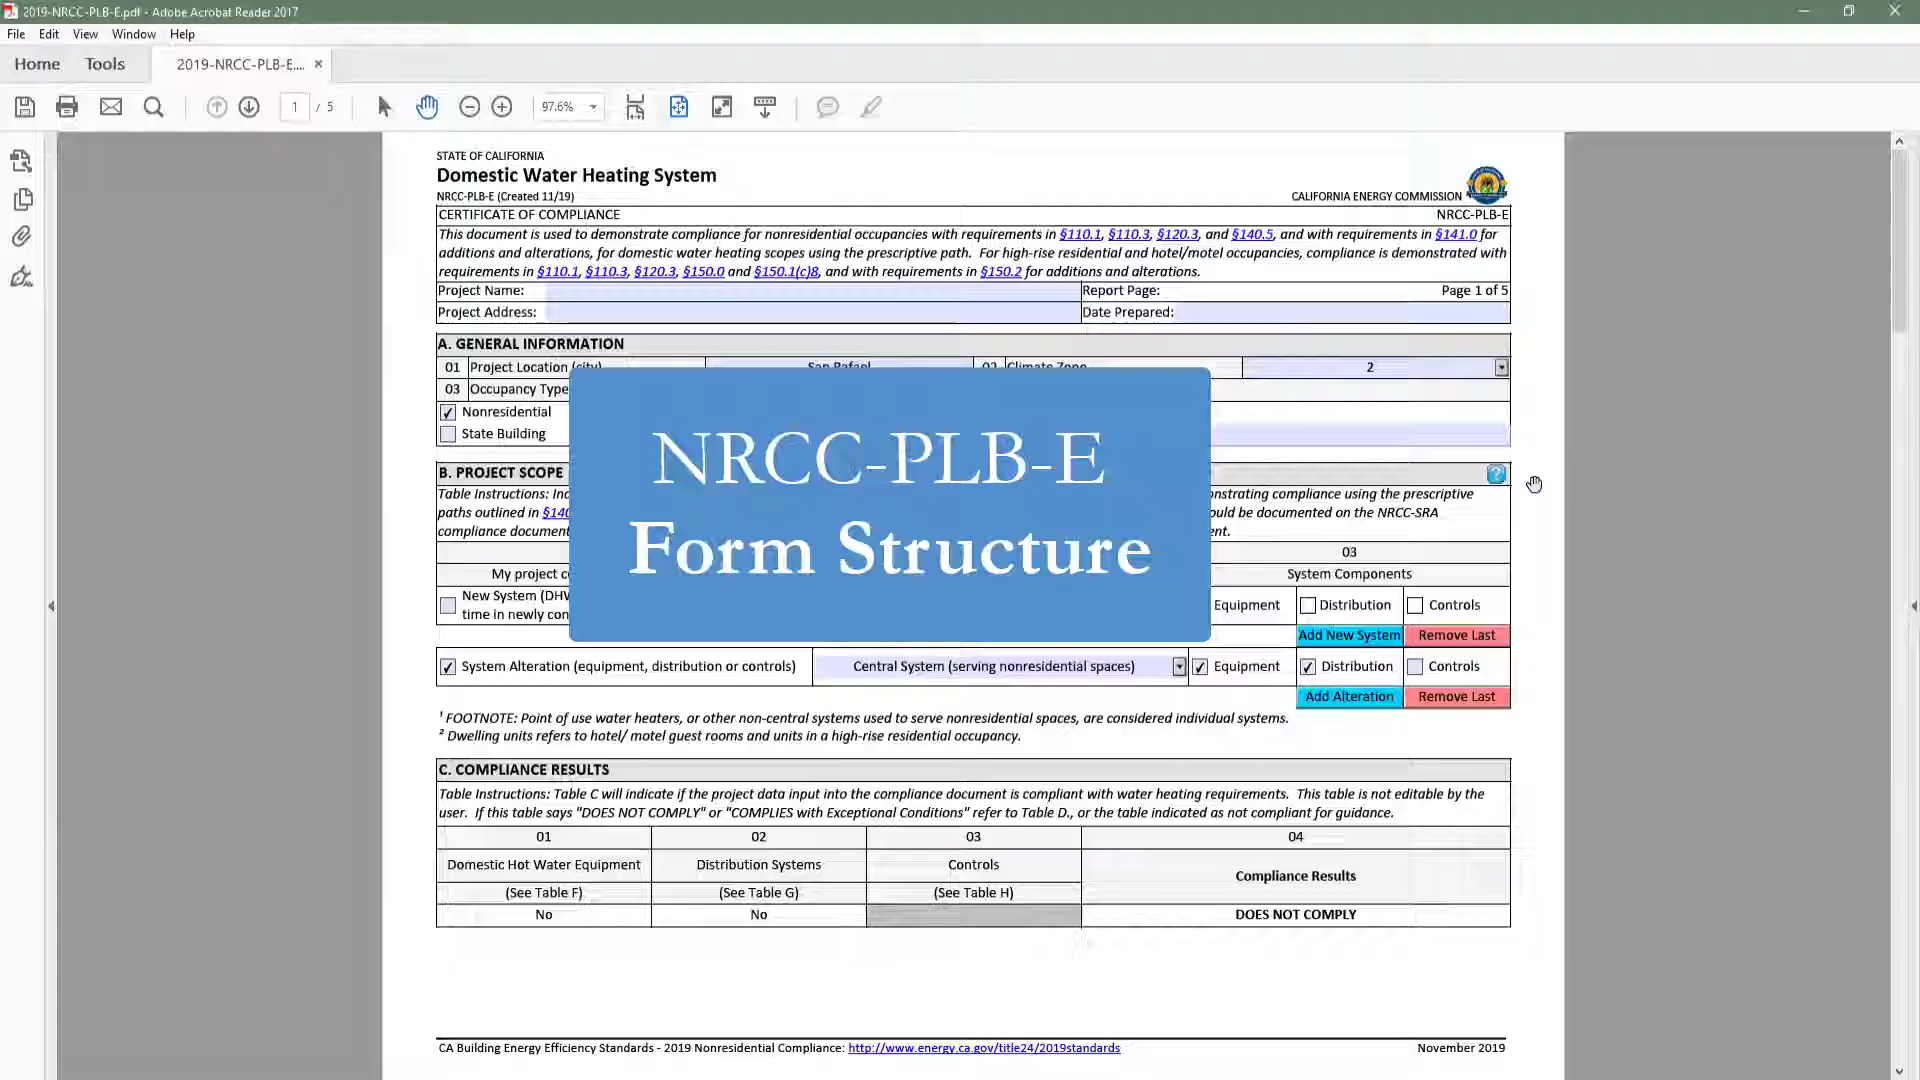 2019-NRCC-PLB-E.pdf - Adobe Acrobat Reader 2017
File Edit View Window Help
Home Tools 2019-NRCC-PLB-E.... ×
1 / 5 97.6%
STATE OF CALIFORNIA
Domestic Water Heating System
NRCC-PLB-E (Created 11/19) CALIFORNIA ENERGY COMMISSION
CERTIFICATE OF COMPLIANCE NRCC-PLB-E
This document is used to demonstrate compliance for nonresidential occupancies with requirements in §110.1, §110.3, §120.3, and §140.5, and with requirements in §141.0 for
additions and alterations, for domestic water heating scopes using the prescriptive path. For high-rise residential and hotel/motel occupancies, compliance is demonstrated with
requirements in §110.1, §110.3, §120.3, §150.0 and §150.1(c)8, and with requirements in §150.2 for additions and alterations.
Project Name: Report Page: Page 1 of 5
Project Address: Date Prepared:
A. GENERAL INFORMATION
01 Project Location (city) San Rafael 02 Climate Zone 2
03 Occupancy Type
Nonresidential
State Building
NRCC-PLB-E
Form Structure
B. PROJECT SCOPE
Table Instructions: Inc onstrating compliance using the prescriptive
paths outlined in §140 ould be documented on the NRCC-SRA
compliance document ent.
03
My project co System Components
New System (DHW
time in newly con Equipment Distribution Controls
Add New System Remove Last
System Alteration (equipment, distribution or controls) Central System (serving nonresidential spaces) Equipment Distribution Controls
Add Alteration Remove Last
¹ FOOTNOTE: Point of use water heaters, or other non-central systems used to serve nonresidential spaces, are considered individual systems.
² Dwelling units refers to hotel/ motel guest rooms and units in a high-rise residential occupancy.
C. COMPLIANCE RESULTS
Table Instructions: Table C will indicate if the project data input into the compliance document is compliant with water heating requirements. This table is not editable by the
user. If this table says "DOES NOT COMPLY" or "COMPLIES with Exceptional Conditions" refer to Table D., or the table indicated as not compliant for guidance.
01 02 03 04
Domestic Hot Water Equipment Distribution Systems Controls Compliance Results
(See Table F) (See Table G) (See Table H)
No No DOES NOT COMPLY
CA Building Energy Efficiency Standards - 2019 Nonresidential Compliance: http://www.energy.ca.gov/title24/2019standards November 2019